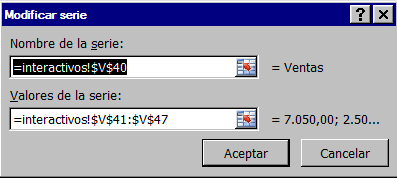 Modificar serie
Nombre de la serie:
=interactivos!$V$40 = Ventas
Valores de la serie:
=interactivos!$V$41:$V$47 = 7.050,00; 2.50...
Aceptar Cancelar